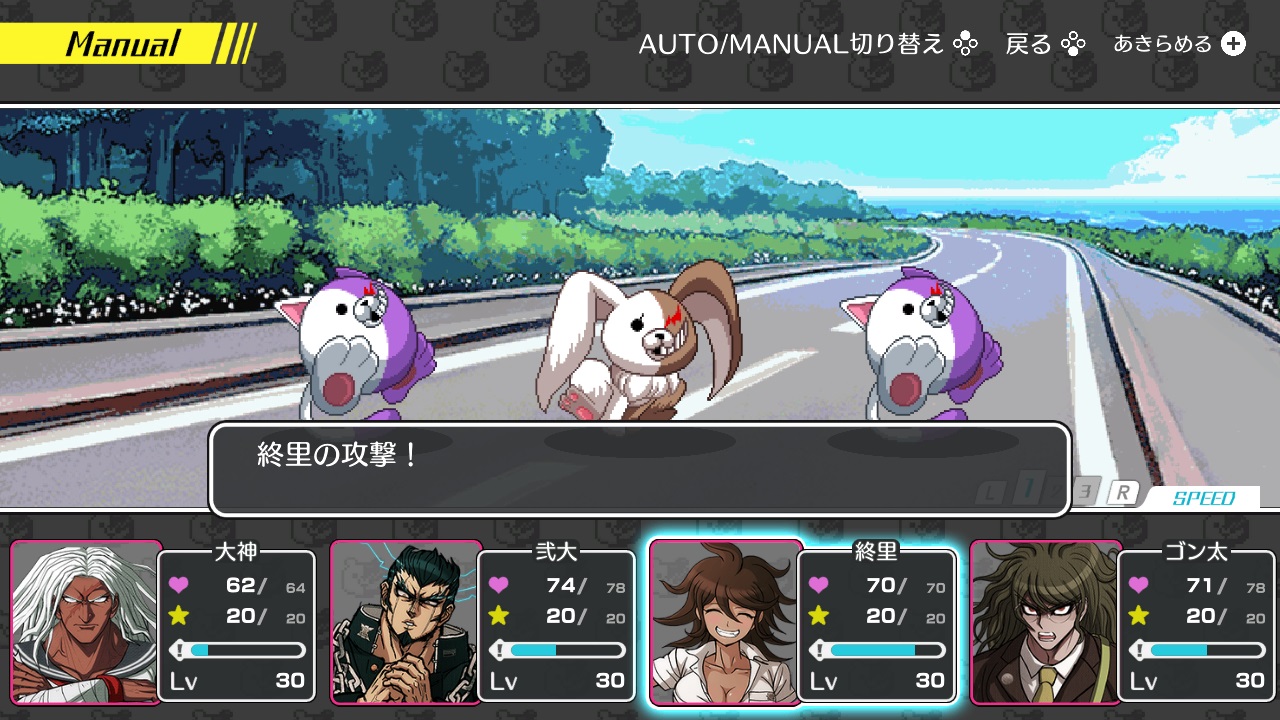 Manual
AUTO/MANUAL切り替え 戻る あきらめる
終里の攻撃！
L 1 3 R SPEED
大神 弐大 終里 ゴン太
62/ 64 74/ 78 70/ 70 71/ 78
20/ 20 20/ 20 20/ 20 20/ 20
Lv 30 Lv 30 Lv 30 Lv 30